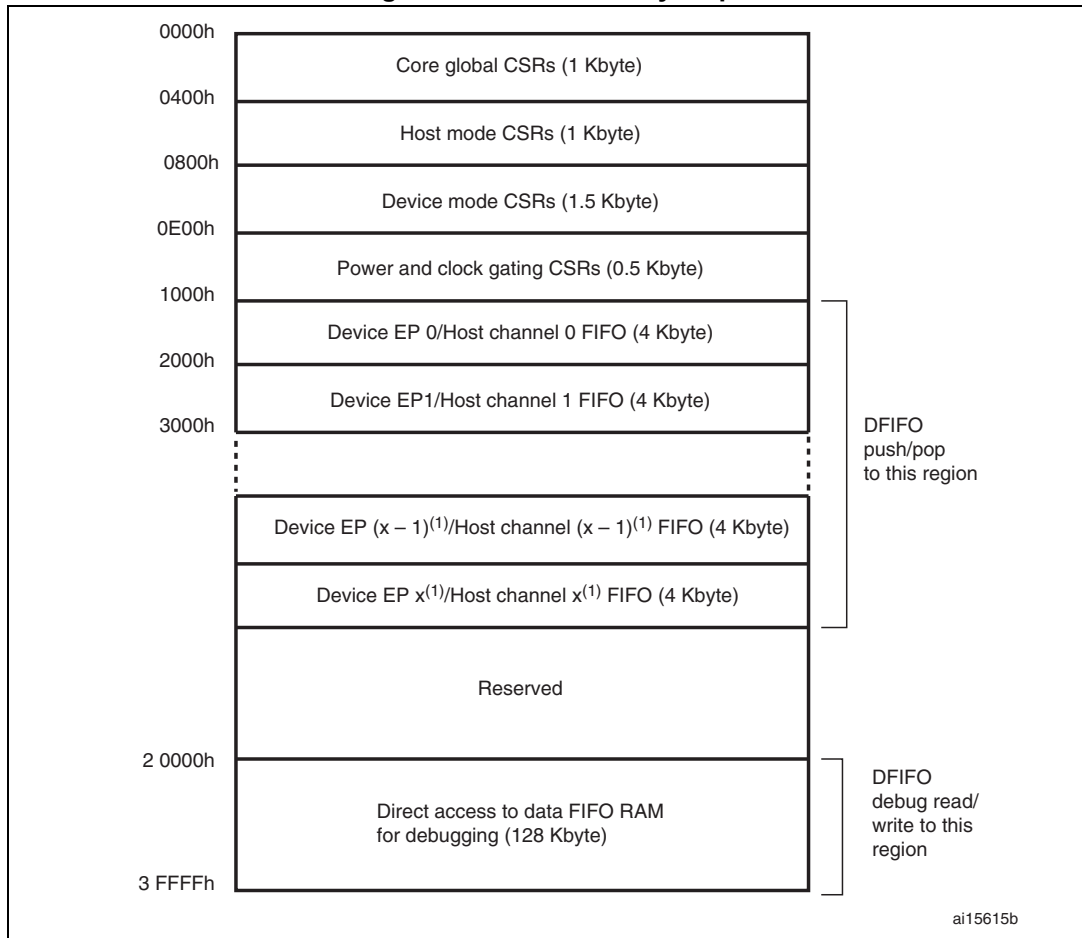 0000h
Core global CSRs (1 Kbyte)
0400h
Host mode CSRs (1 Kbyte)
0800h
Device mode CSRs (1.5 Kbyte)
0E00h
Power and clock gating CSRs (0.5 Kbyte)
1000h
Device EP 0/Host channel 0 FIFO (4 Kbyte)
2000h
Device EP1/Host channel 1 FIFO (4 Kbyte)
3000h
DFIFO
push/pop
to this region
Device EP (x – 1)(1)/Host channel (x – 1)(1) FIFO (4 Kbyte)
Device EP x(1)/Host channel x(1) FIFO (4 Kbyte)
Reserved
2 0000h
Direct access to data FIFO RAM
for debugging (128 Kbyte)
DFIFO
debug read/
write to this
region
3 FFFFh
ai15615b